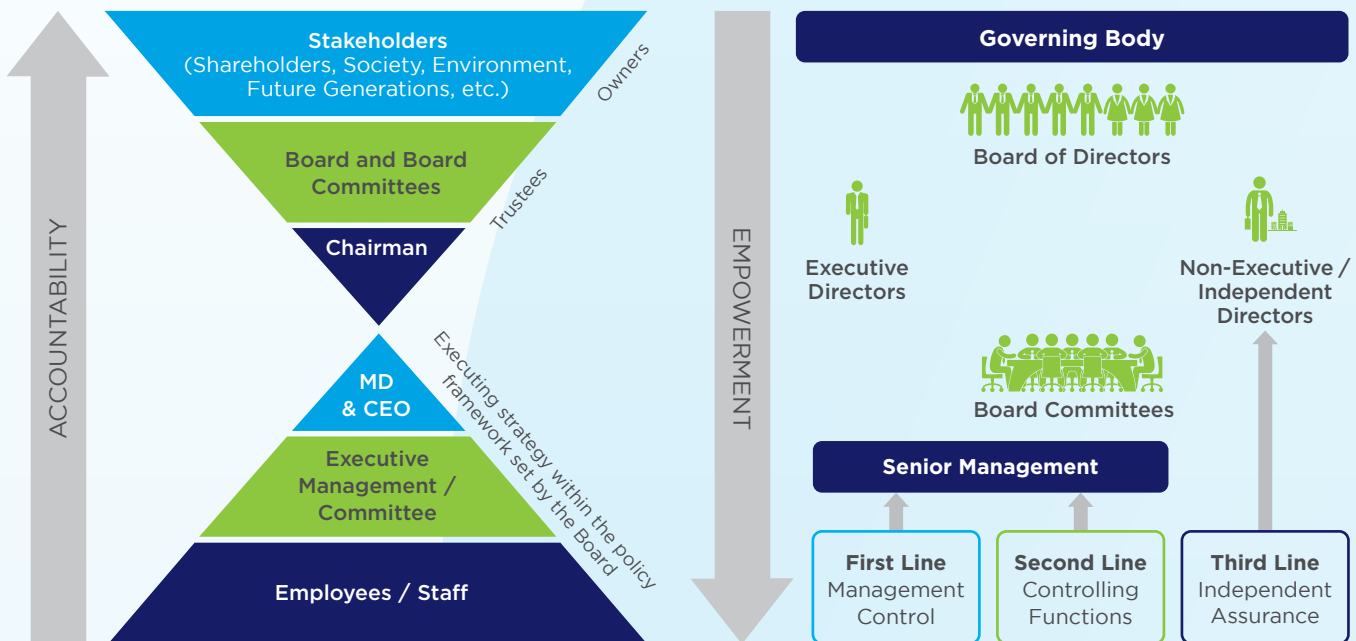 ACCOUNTABILITY
Stakeholders
(Shareholders, Society, Environment,
Future Generations, etc.)
Owners
Board and Board
Committees
Trustees
Chairman
MD
& CEO
Executive
Management /
Committee
Executing strategy within the policy
framework set by the Board
Employees / Staff
EMPOWERMENT
Governing Body
Board of Directors
Executive
Directors
Non-Executive /
Independent
Directors
Board Committees
Senior Management
First Line
Management
Control
Second Line
Controlling
Functions
Third Line
Independent
Assurance